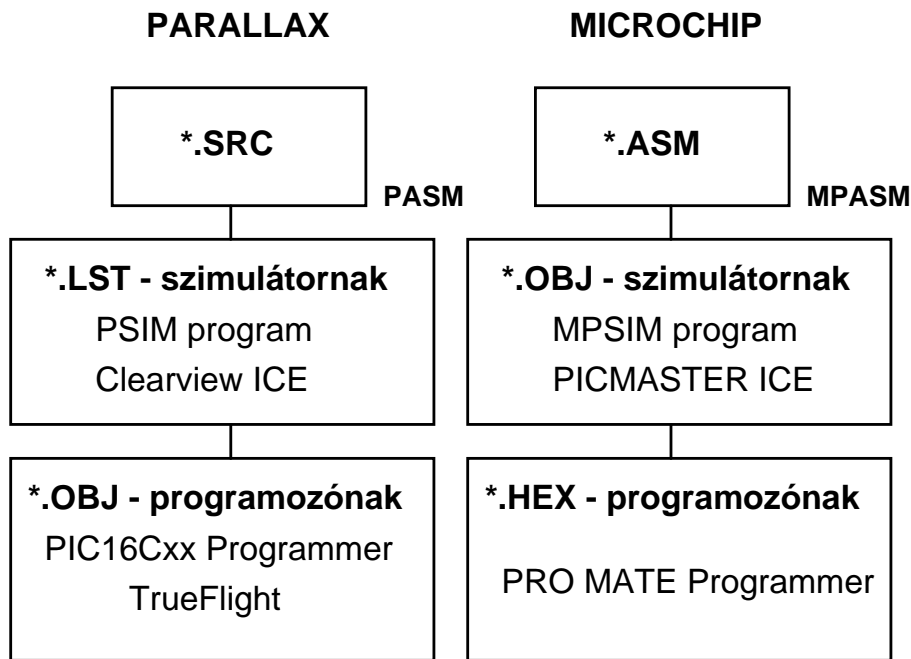 PARALLAX
*.SRC
PASM
*.LST - szimulátornak
PSIM program
Clearview ICE
*.OBJ - programozónak
PIC16Cxx Programmer
TrueFlight
MICROCHIP
*.ASM
MPASM
*.OBJ - szimulátornak
MPSIM program
PICMASTER ICE
*.HEX - programozónak
PRO MATE Programmer